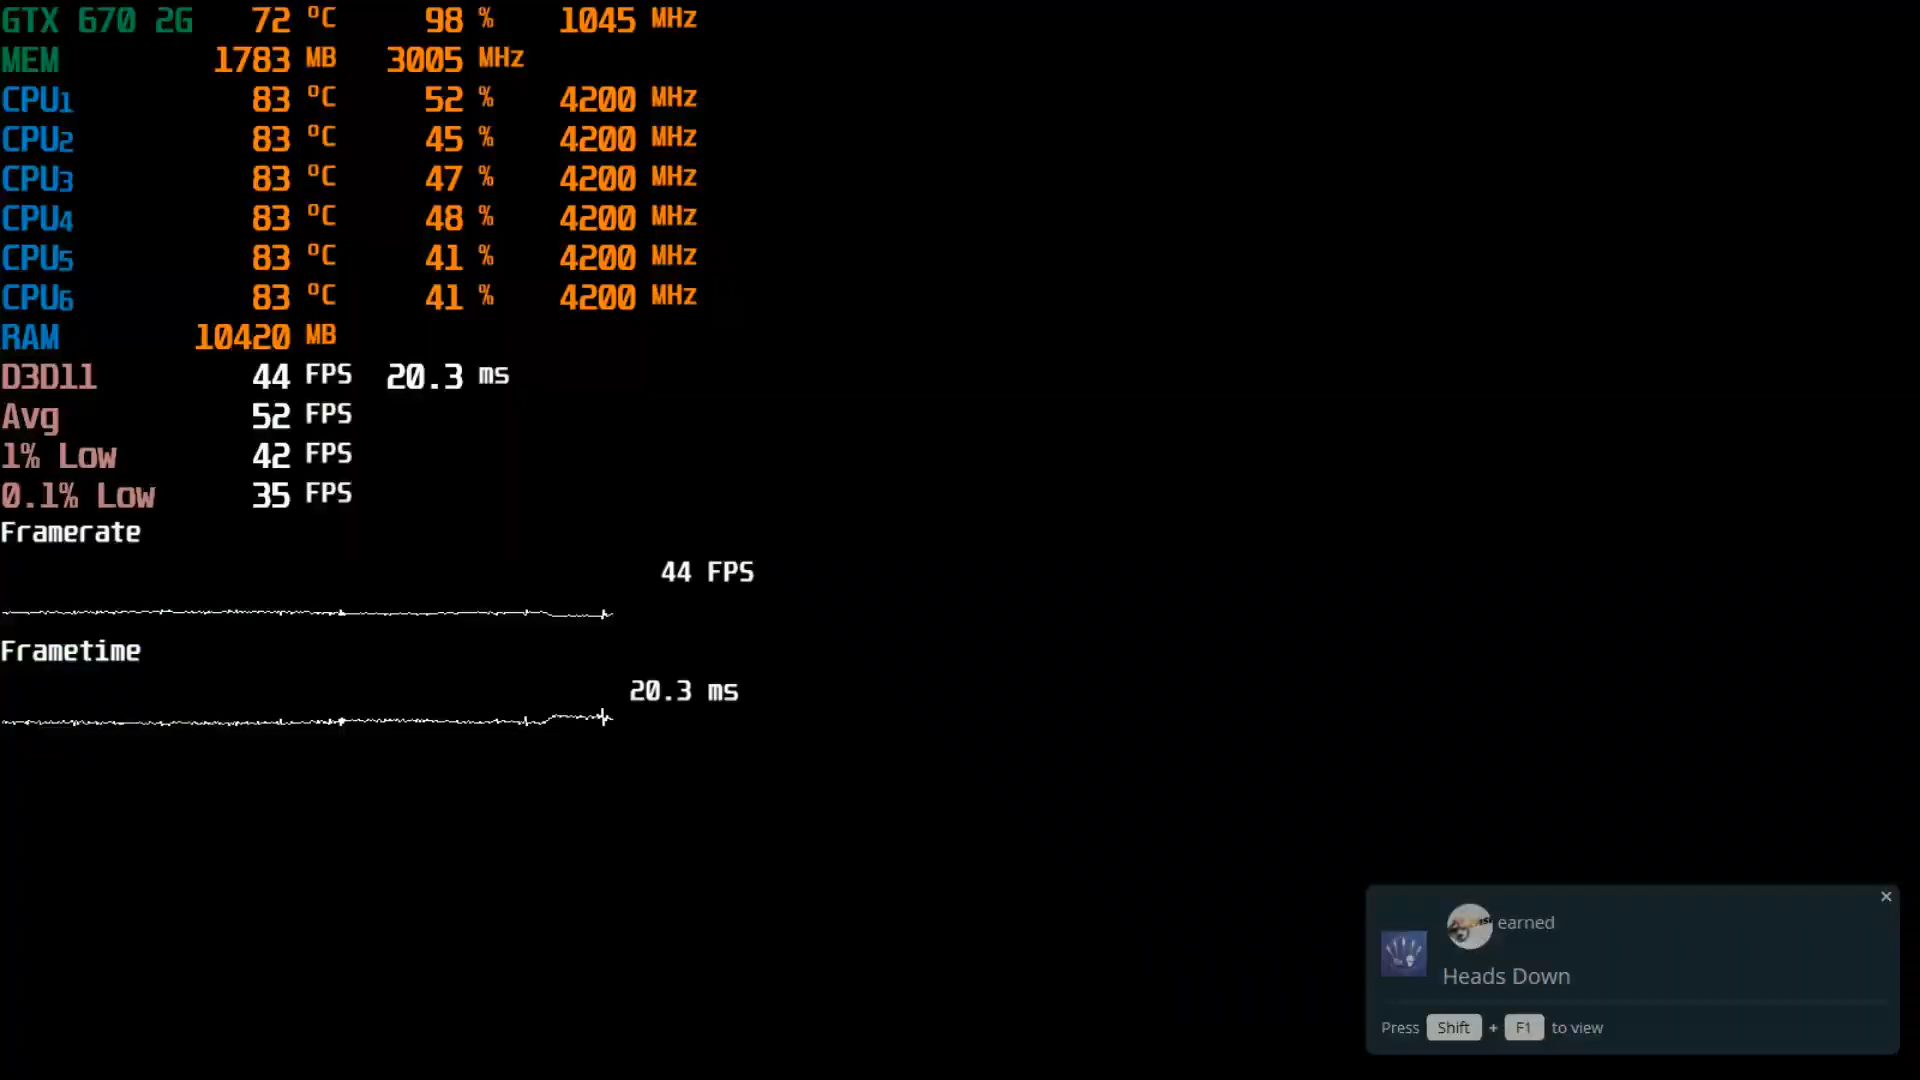 GTX 670 2G 72 °C 98 % 1045 MHz
MEM 1783 MB 3005 MHz
CPU1 83 °C 52 % 4200 MHz
CPU2 83 °C 45 % 4200 MHz
CPU3 83 °C 47 % 4200 MHz
CPU4 83 °C 48 % 4200 MHz
CPU5 83 °C 41 % 4200 MHz
CPU6 83 °C 41 % 4200 MHz
RAM 10420 MB
D3D11 44 FPS 20.3 ms
Avg 52 FPS
1% Low 42 FPS
0.1% Low 35 FPS
Framerate
44 FPS
Frametime
20.3 ms
earned
Heads Down
Press Shift + F1 to view